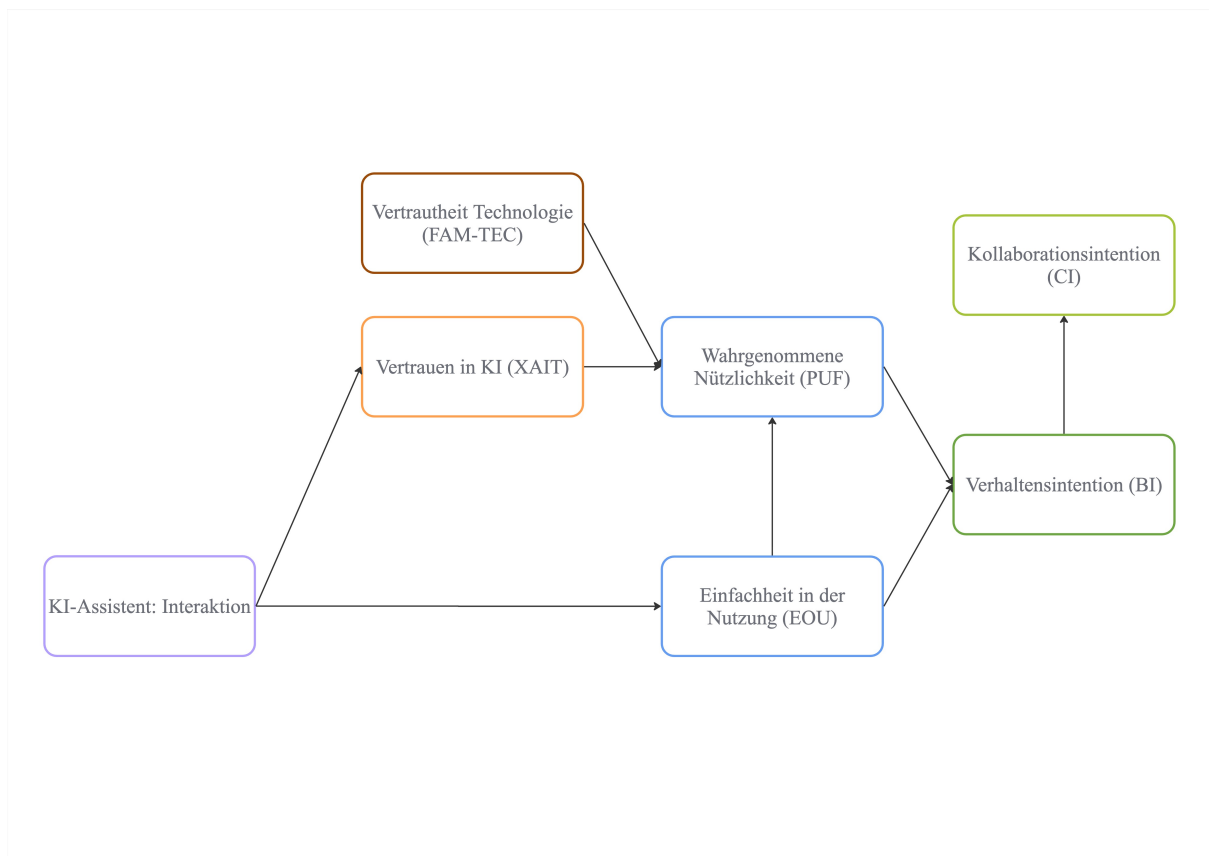 Vertrautheit Technologie
(FAM-TEC)
Kollaborationsintention
(CI)
Vertrauen in KI (XAIT)
Wahrgenommene
Nützlichkeit (PUF)
Verhaltensintention (BI)
KI-Assistent: Interaktion
Einfachheit in der
Nutzung (EOU)